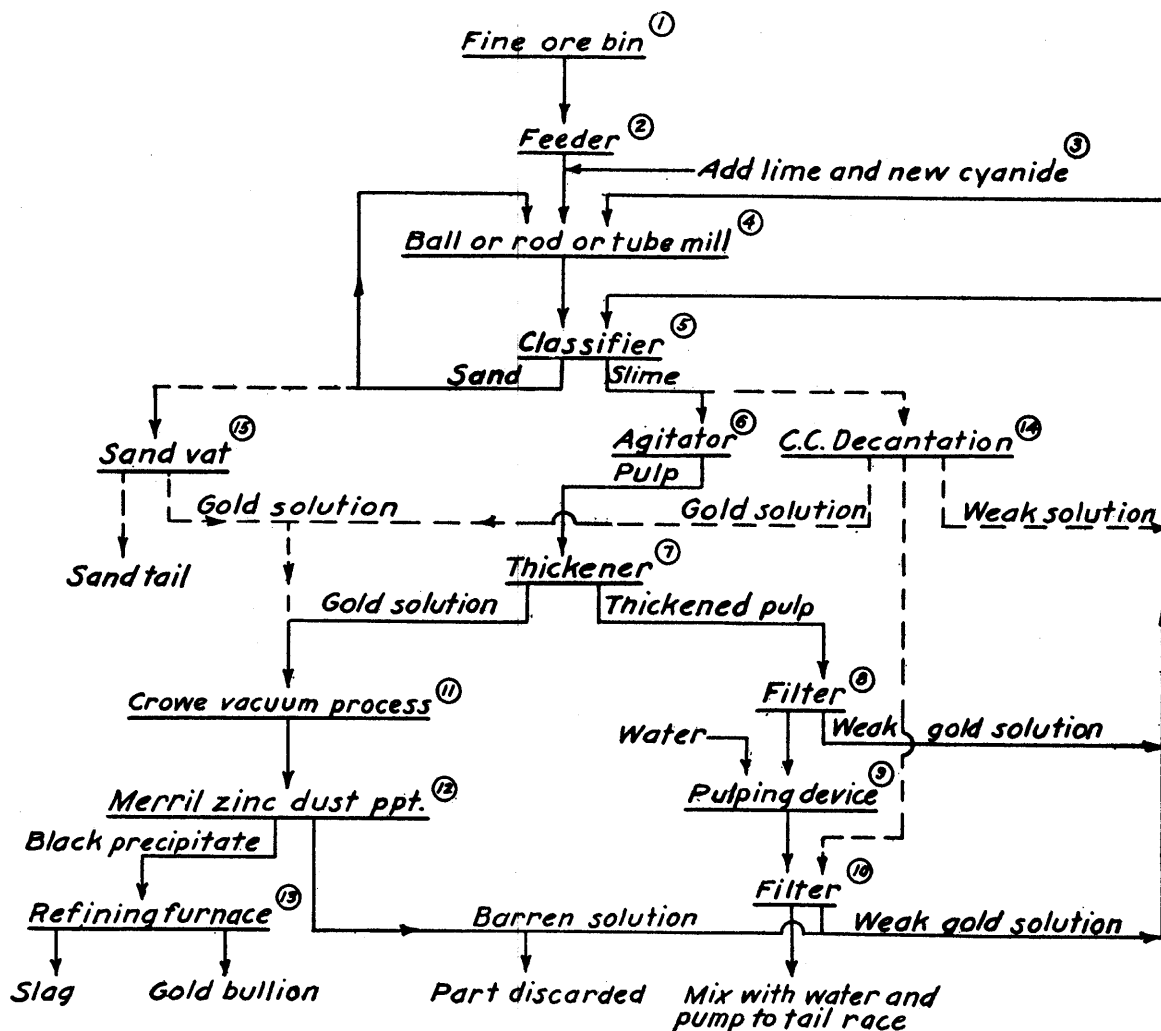 Fine ore bin ①
Feeder ②
Add lime and new cyanide ③
Ball or rod or tube mill ④
Classifier ⑤
Sand
Slime
Sand vat ⑮
Agitator ⑥
C.C. Decantation ⑭
Pulp
Gold solution
Gold solution
Weak solution
Sand tail
Thickener ⑦
Gold solution
Thickened pulp
Crowe vacuum process ⑪
Filter ⑧
Water
Weak gold solution
Merril zinc dust ppt. ⑫
Pulping device ⑨
Black precipitate
Refining furnace ⑬
Filter ⑩
Barren solution
Weak gold solution
Slag
Gold bullion
Part discarded
Mix with water and
pump to tail race